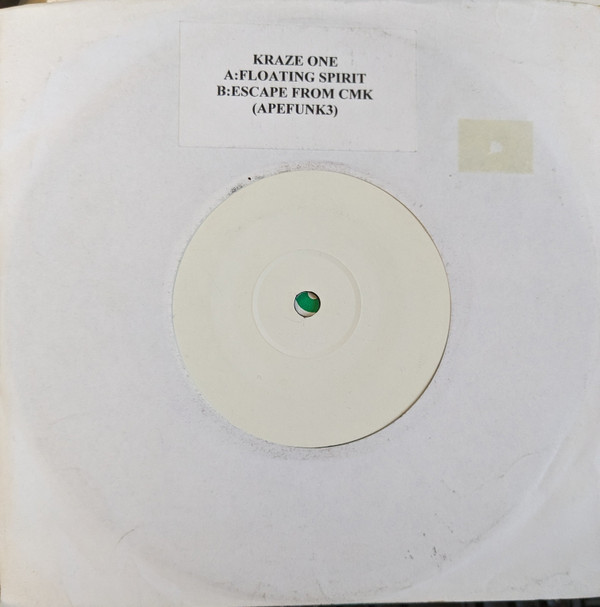 KRAZE ONE
A:FLOATING SPIRIT
B:ESCAPE FROM CMK
(APEFUNK3)